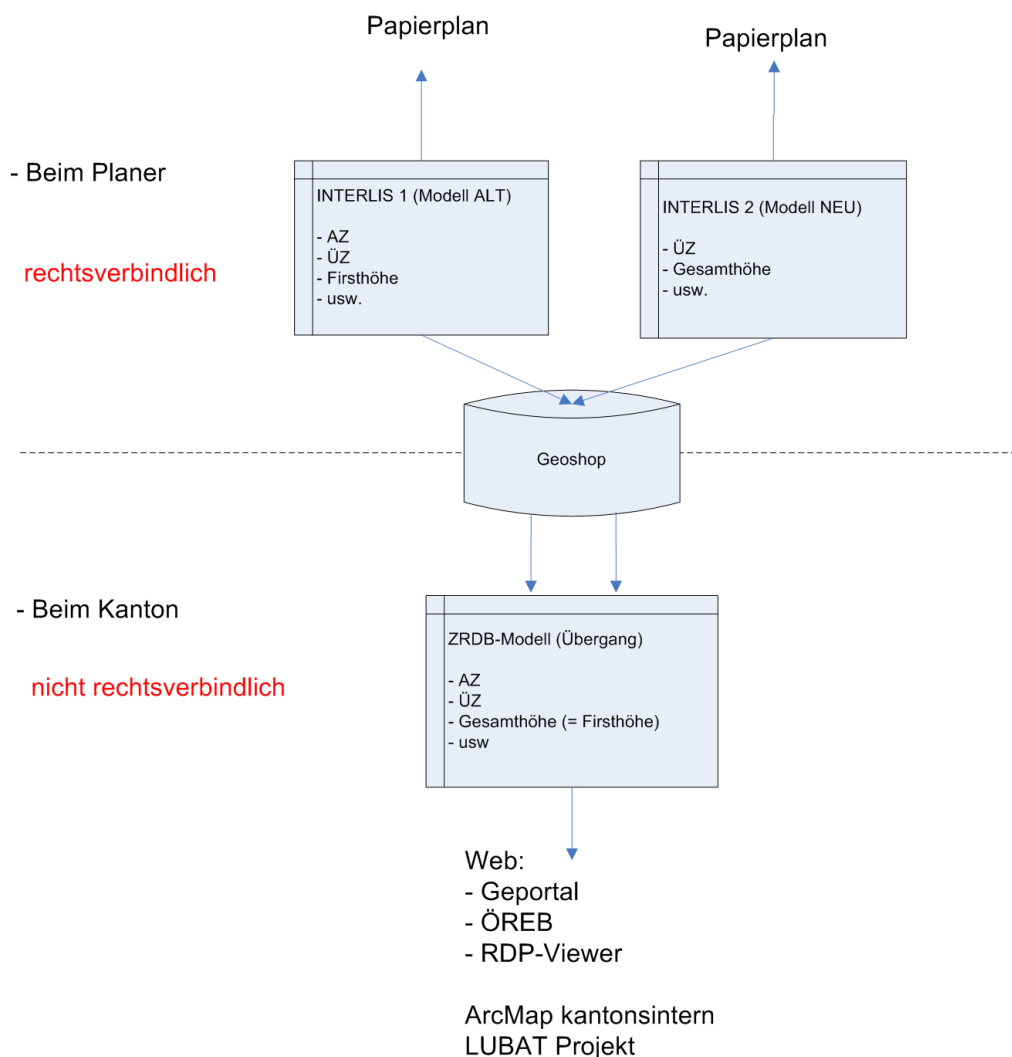 Papierplan
Papierplan
- Beim Planer
rechtsverbindlich
INTERLIS 1 (Modell ALT)
- AZ
- ÜZ
- Firsthöhe
- usw.
INTERLIS 2 (Modell NEU)
- ÜZ
- Gesamthöhe
- usw.
Geoshop
- Beim Kanton
nicht rechtsverbindlich
ZRDB-Modell (Übergang)
- AZ
- ÜZ
- Gesamthöhe (= Firsthöhe)
- usw
Web:
- Geportal
- ÖREB
- RDP-Viewer
ArcMap kantonsintern
LUBAT Projekt